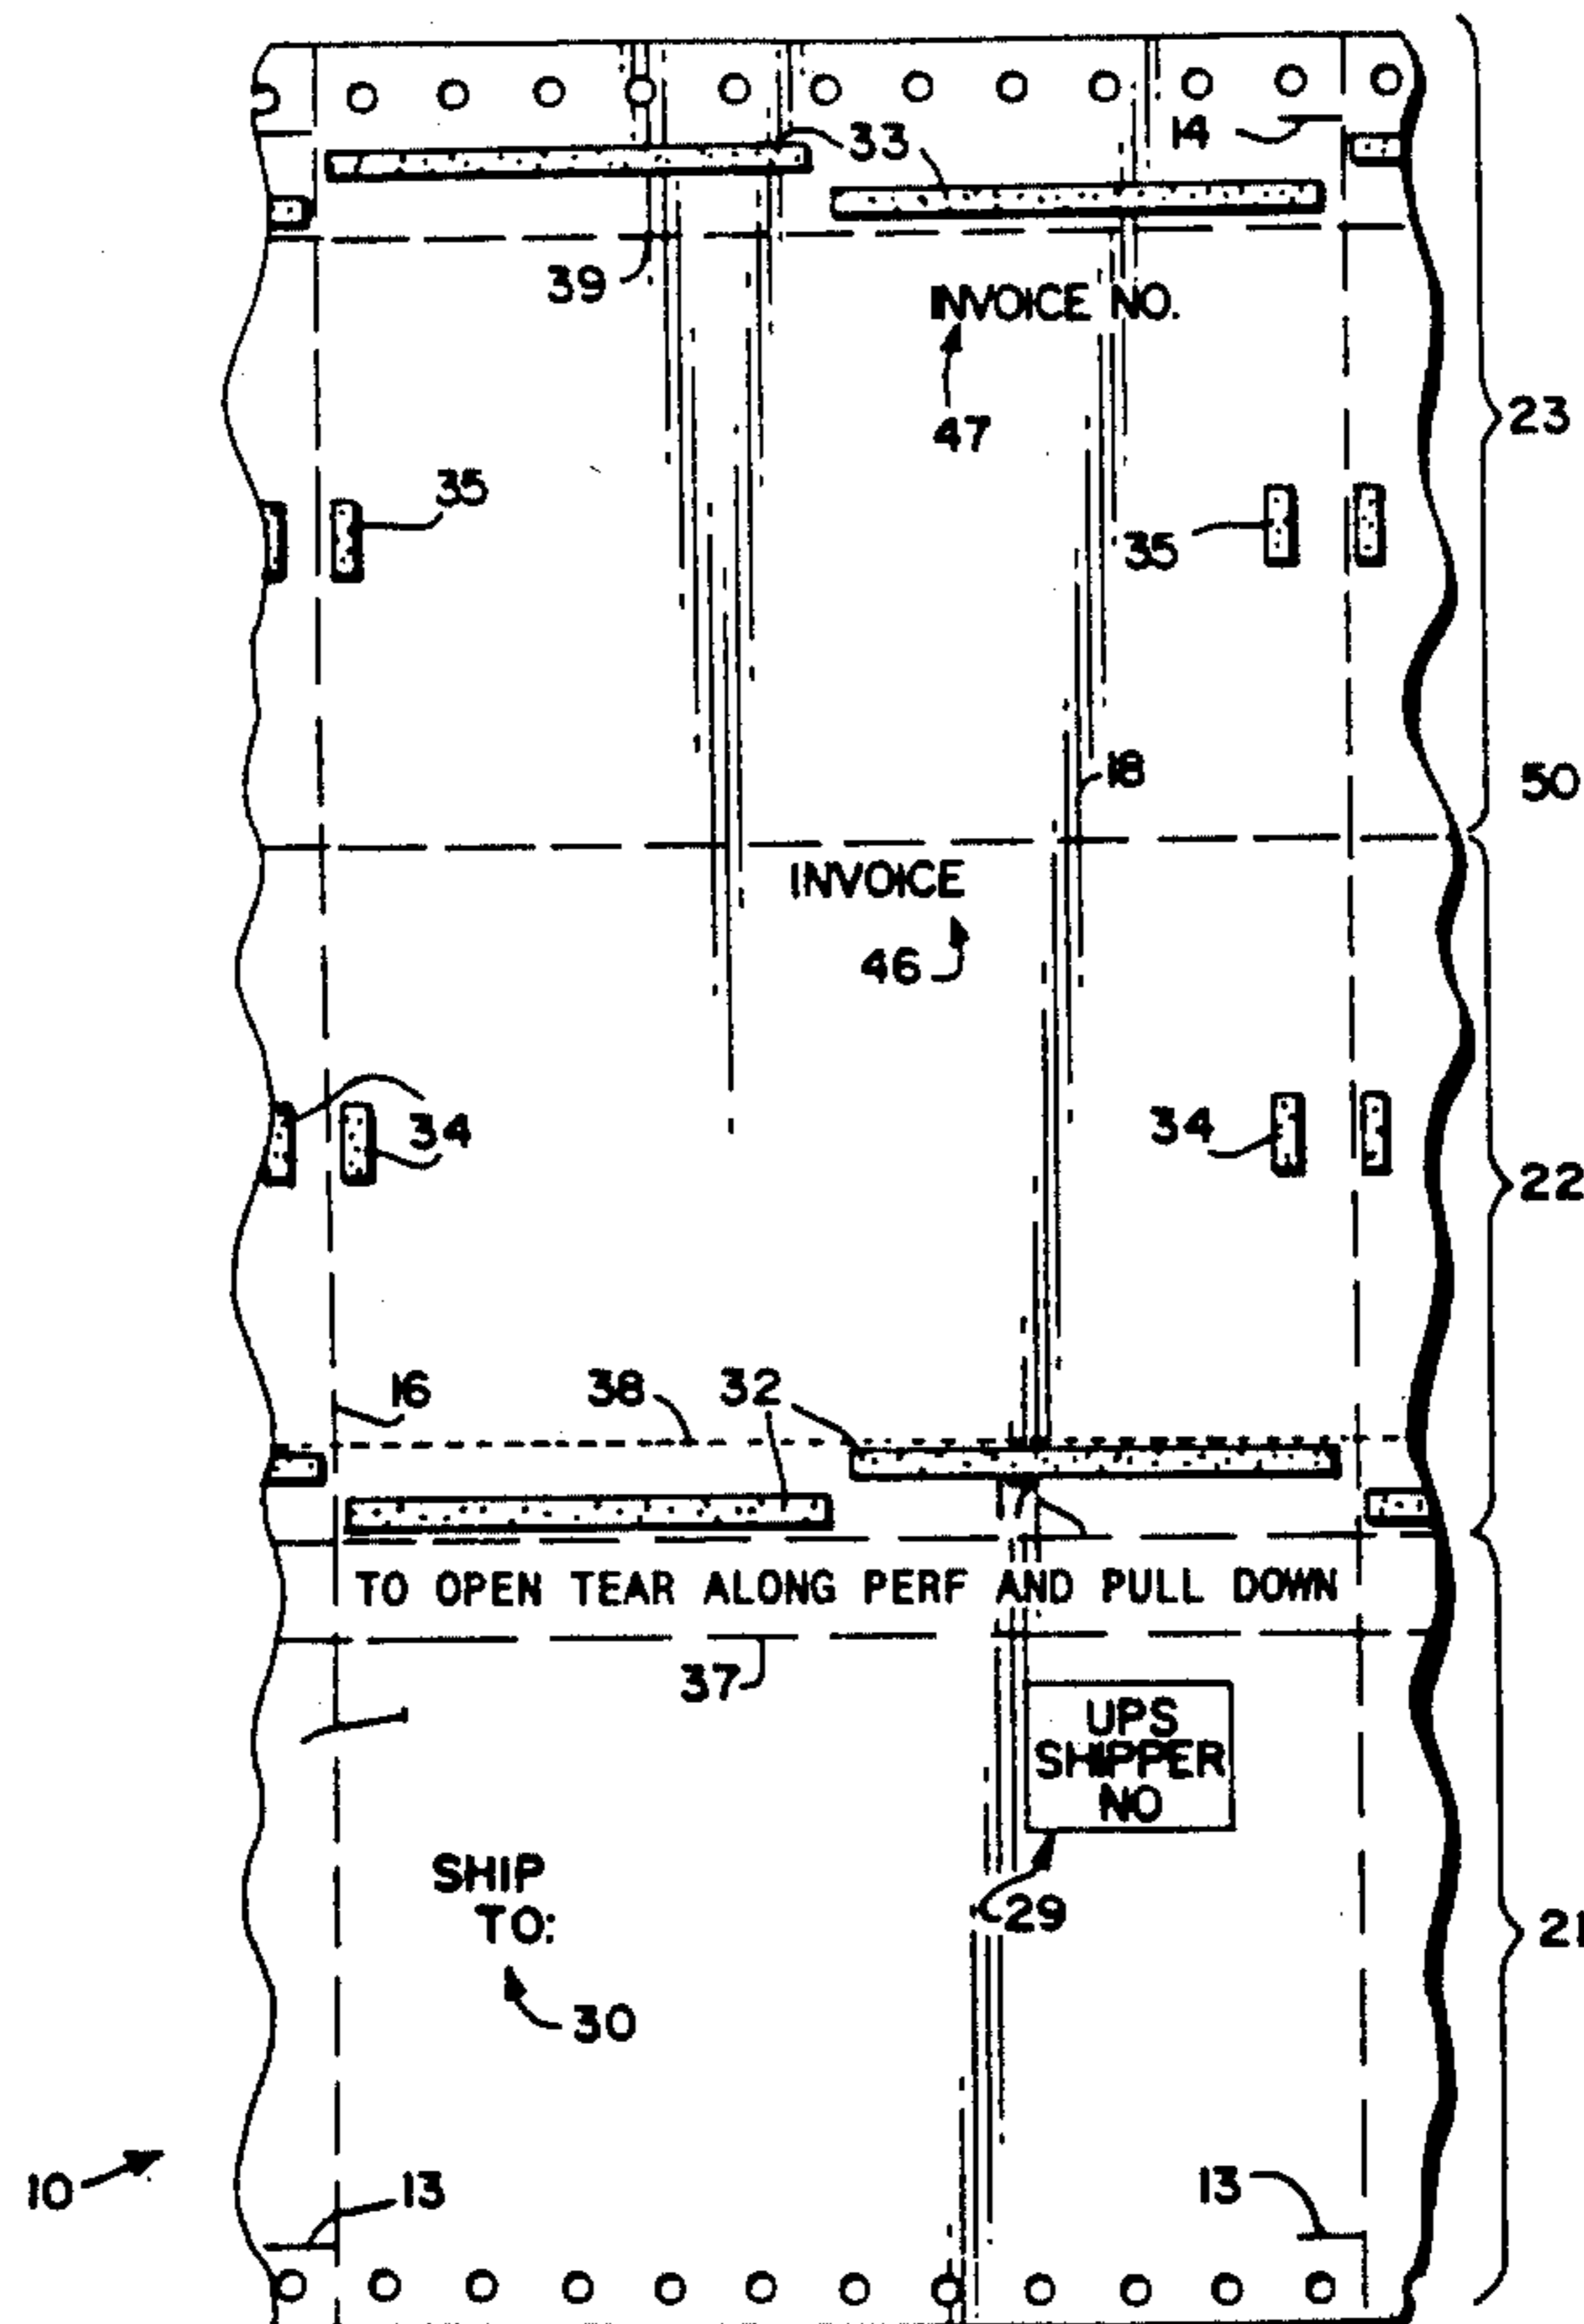 33
14
39
INVOICE NO.
47
23
35
35
18
50
INVOICE
46
34
34
22
16
38
32
TO OPEN TEAR ALONG PERF AND PULL DOWN
37
UPS
SHIPPER
NO
29
SHIP
TO:
30
21
10
13
13